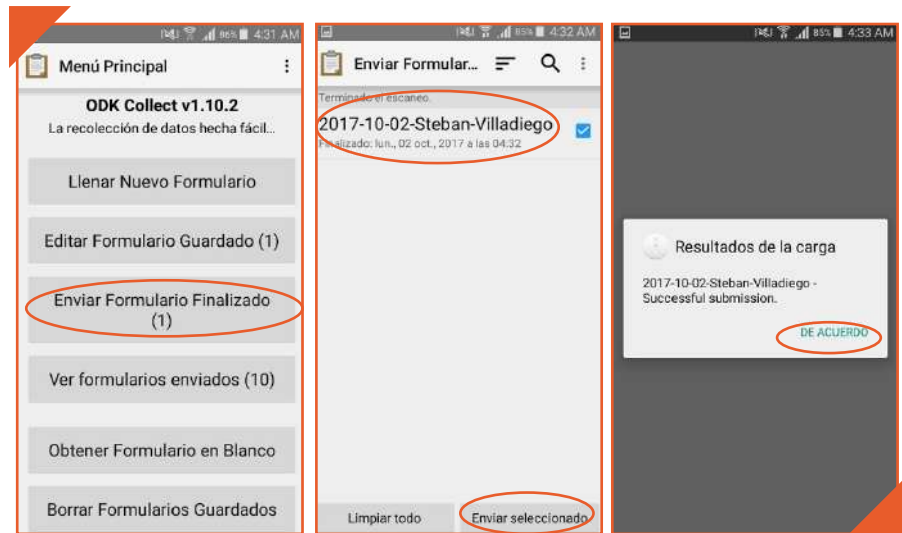 86% 4:31 AM
Menú Principal
ODK Collect v1.10.2
La recolección de datos hecha fácil...
Llenar Nuevo Formulario
Editar Formulario Guardado (1)
Enviar Formulario Finalizado
(1)
Ver formularios enviados (10)
Obtener Formulario en Blanco
Borrar Formularios Guardados
85% 4:32 AM
Enviar Formular...
Terminado el escaneo.
2017-10-02-Steban-Villadiego
Finalizado: lun., 02 oct., 2017 a las 04:32
Limpiar todo
Enviar seleccionado
85% 4:33 AM
Resultados de la carga
2017-10-02-Steban-Villadiego -
Successful submission.
DE ACUERDO